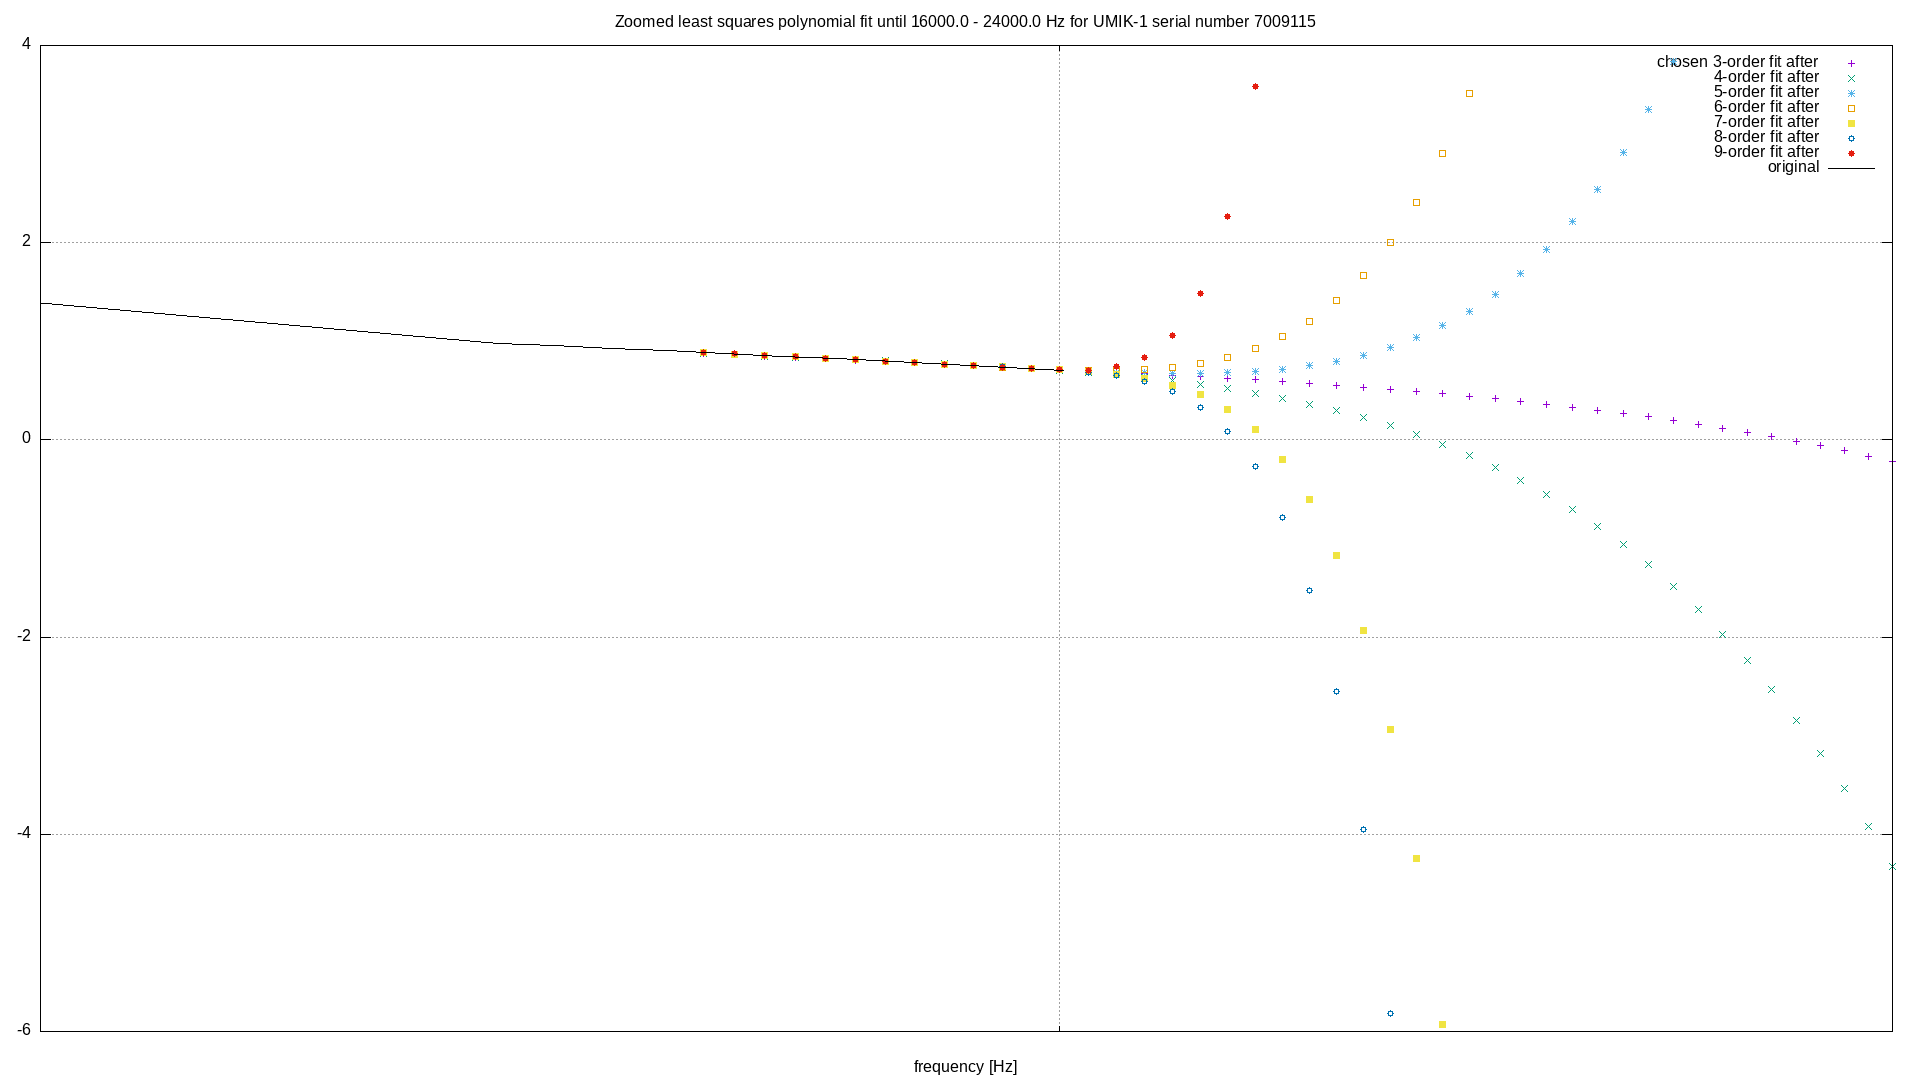 Zoomed least squares polynomial fit until 16000.0 - 24000.0 Hz for UMIK-1 serial number 7009115
4
chosen 3-order fit after
4-order fit after
5-order fit after
6-order fit after
7-order fit after
8-order fit after
9-order fit after
original
2
0
-2
-4
-6
frequency [Hz]